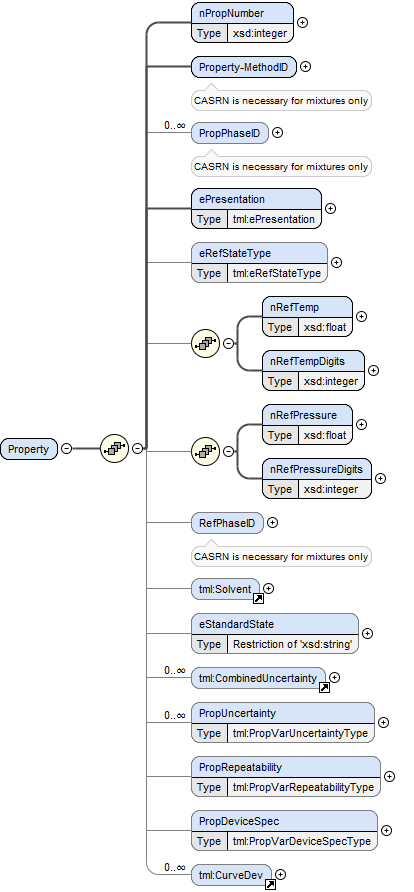 nPropNumber
Type xsd:integer
Property-MethodID
CASRN is necessary for mixtures only
0..∞
PropPhaseID
CASRN is necessary for mixtures only
ePresentation
Type tml:ePresentation
eRefStateType
Type tml:eRefStateType
nRefTemp
Type xsd:float
nRefTempDigits
Type xsd:integer
nRefPressure
Type xsd:float
Property
nRefPressureDigits
Type xsd:integer
RefPhaseID
CASRN is necessary for mixtures only
tml:Solvent
eStandardState
Type Restriction of 'xsd:string'
0..∞
tml:CombinedUncertainty
0..∞
PropUncertainty
Type tml:PropVarUncertaintyType
PropRepeatability
Type tml:PropVarRepeatabilityType
PropDeviceSpec
Type tml:PropVarDeviceSpecType
0..∞
tml:CurveDev